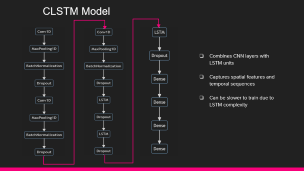 CLSTM Model
Conv1D
MaxPooling1D
BatchNormalization
Dropout
Conv1D
MaxPooling1D
BatchNormalization
Dropout
Conv1D
MaxPooling1D
BatchNormalization
Dropout
LSTM
Dropout
LSTM
Dropout
LSTM
Dropout
Dense
Dense
Dense
Dense
Combines CNN layers with
LSTM units
Captures spatial features and
temporal sequences
Can be slower to train due to
LSTM complexity